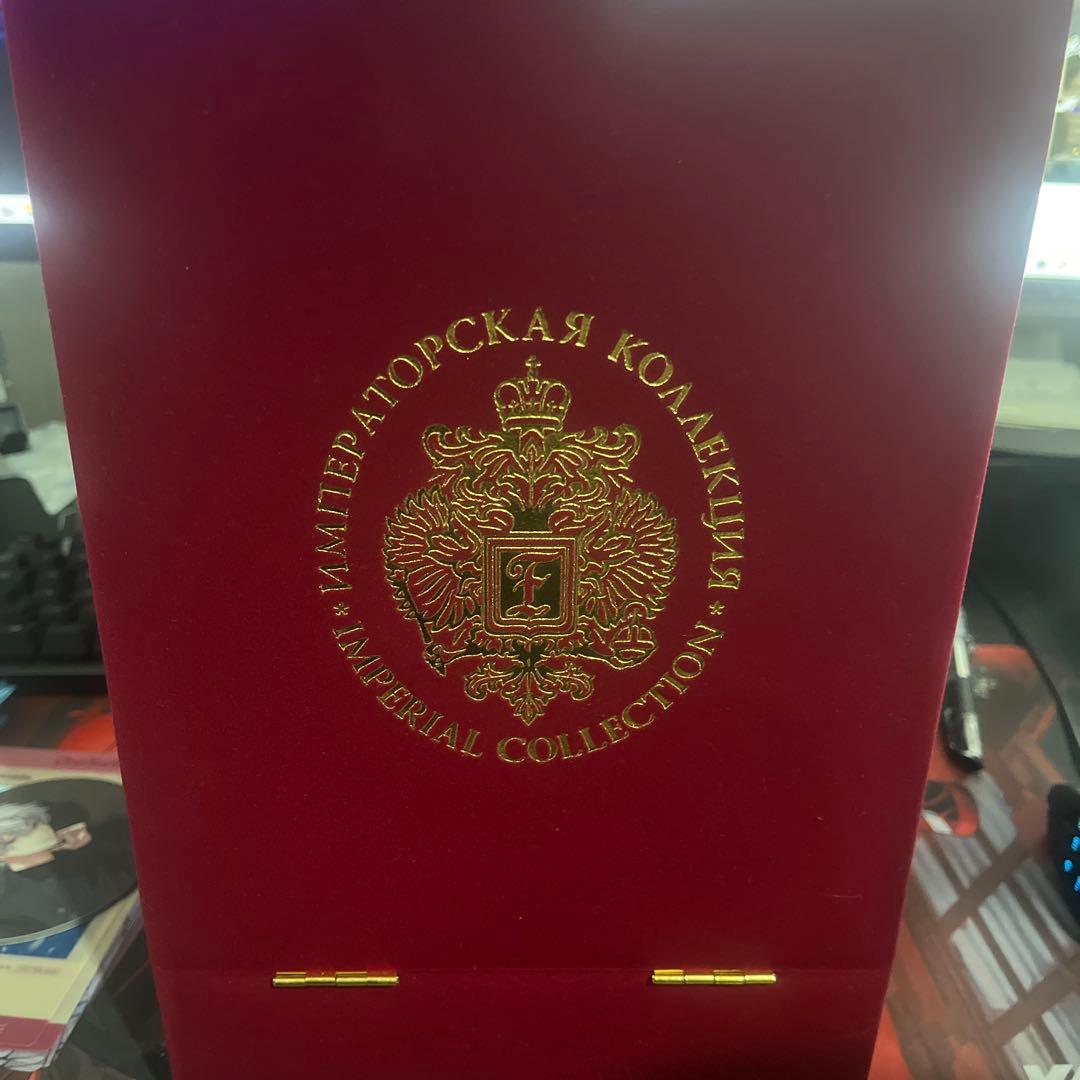 ИМПЕРАТОРСКАЯ КОЛЛЕКЦИЯ
F
* IMPERIAL COLLECTION *